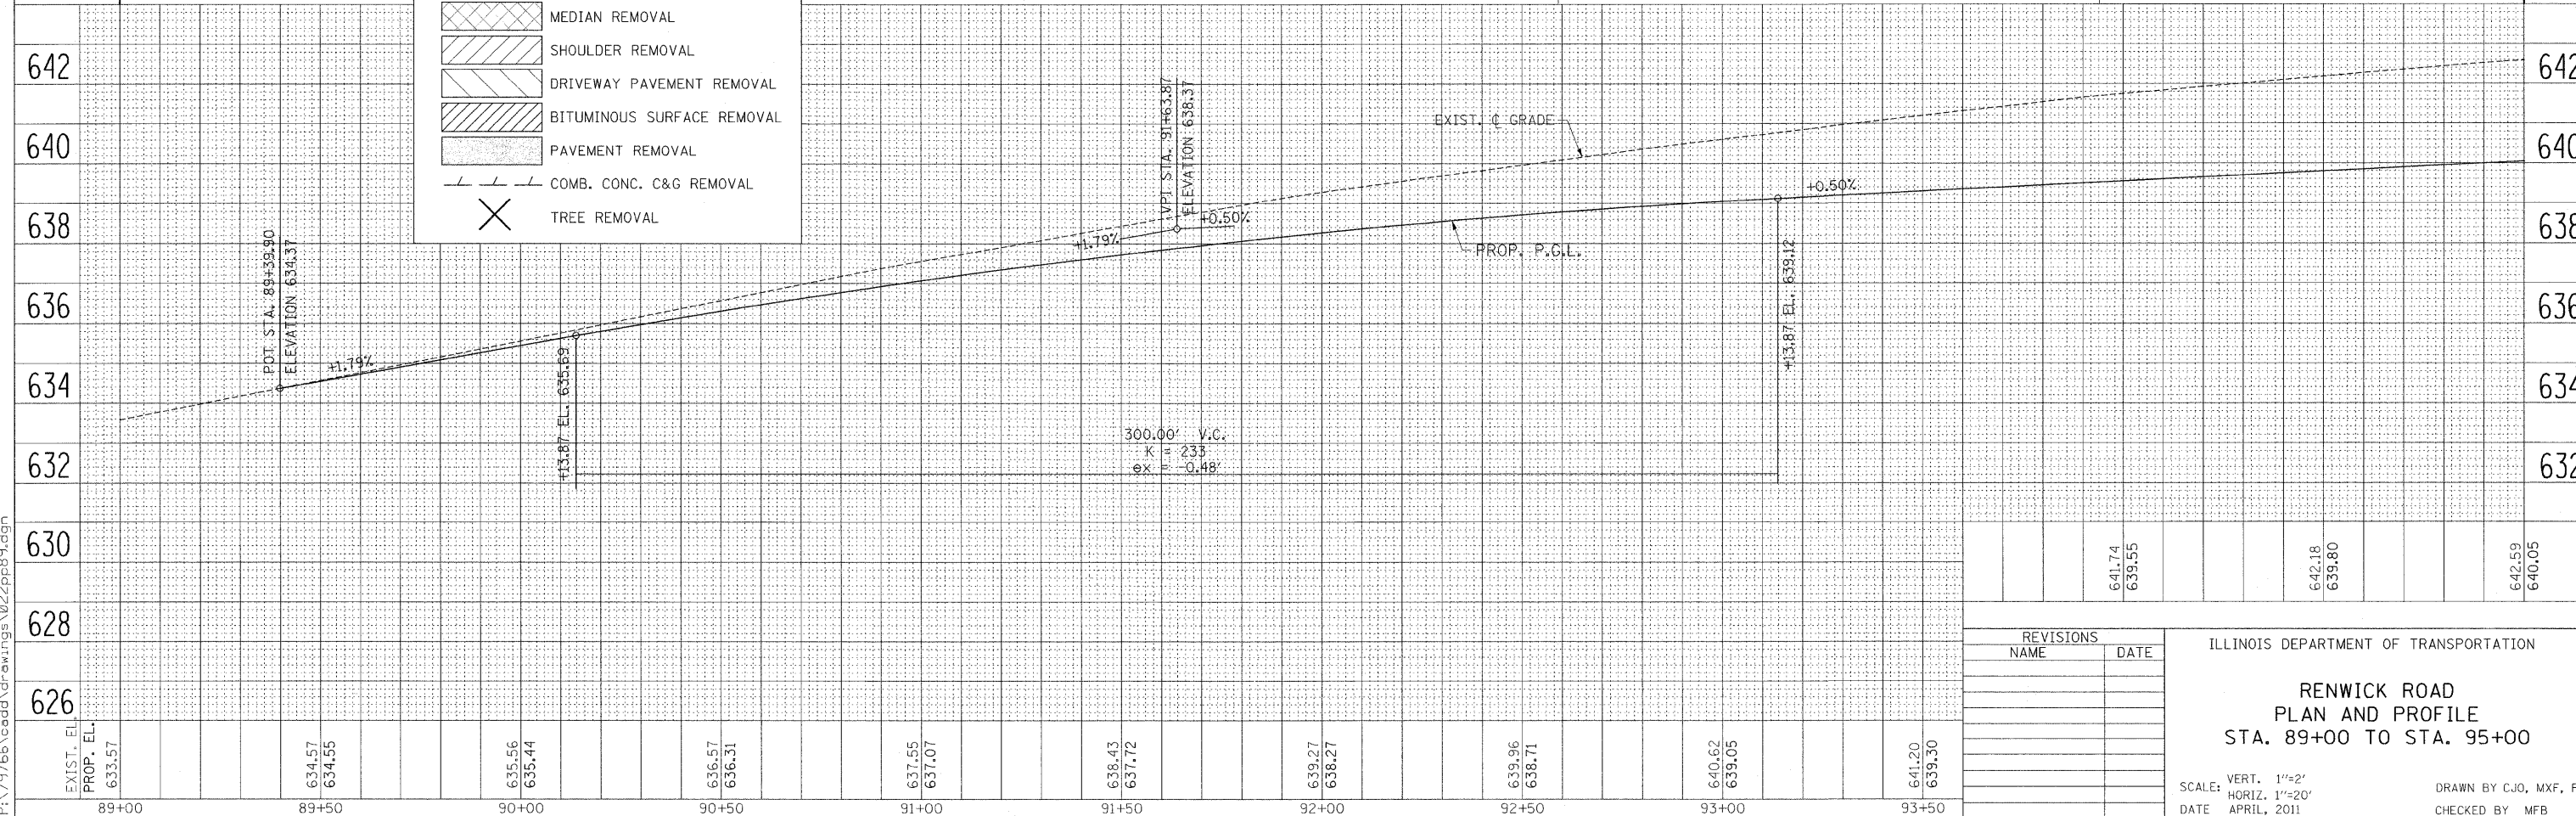 MEDIAN REMOVAL
SHOULDER REMOVAL
DRIVEWAY PAVEMENT REMOVAL
BITUMINOUS SURFACE REMOVAL
PAVEMENT REMOVAL
COMB. CONC. C&G REMOVAL
TREE REMOVAL
642
640
638
636
634
632
630
628
626
642
640
638
636
634
632
POT STA. 89+39.90
ELEVATION 634.37
+1.79%
+13.87 EL. 635.69
+1.79%
VPI STA. 91+63.87
ELEVATION 638.37
+0.50%
EXIST. ℄ GRADE
PROP. P.G.L.
+0.50%
+13.87 EL. 639.12
300.00' V.C.
K = 233
ex = -0.48'
EXIST. EL.
PROP. EL.
633.57
634.57
634.55
635.56
635.44
636.57
636.31
637.55
637.07
638.43
637.72
639.27
638.27
639.96
638.71
640.62
639.05
641.20
639.30
641.74
639.55
642.18
639.80
642.59
640.05
89+00
89+50
90+00
90+50
91+00
91+50
92+00
92+50
93+00
93+50
REVISIONS
NAME DATE
ILLINOIS DEPARTMENT OF TRANSPORTATION
RENWICK ROAD
PLAN AND PROFILE
STA. 89+00 TO STA. 95+00
SCALE: VERT. 1"=2'
HORIZ. 1"=20'
DATE APRIL, 2011
DRAWN BY CJO, MXF,
CHECKED BY MFB